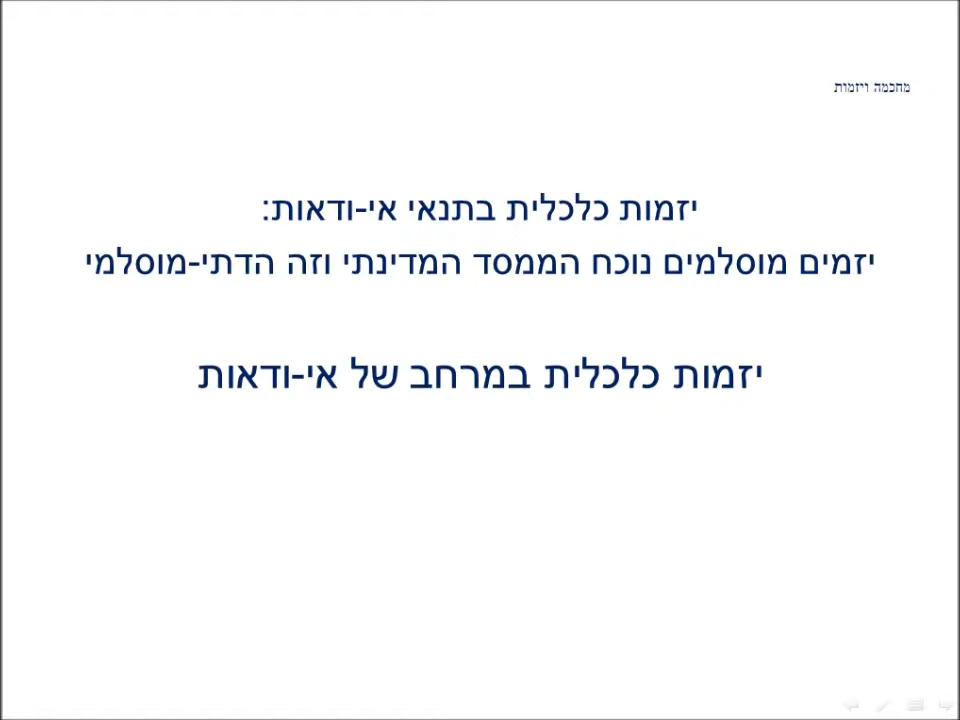 מחכמה ויזמות
יזמות כלכלית בתנאי אי-ודאות:
יזמים מוסלמים נוכח הממסד המדינתי וזה הדתי-מוסלמי
יזמות כלכלית במרחב של אי-ודאות